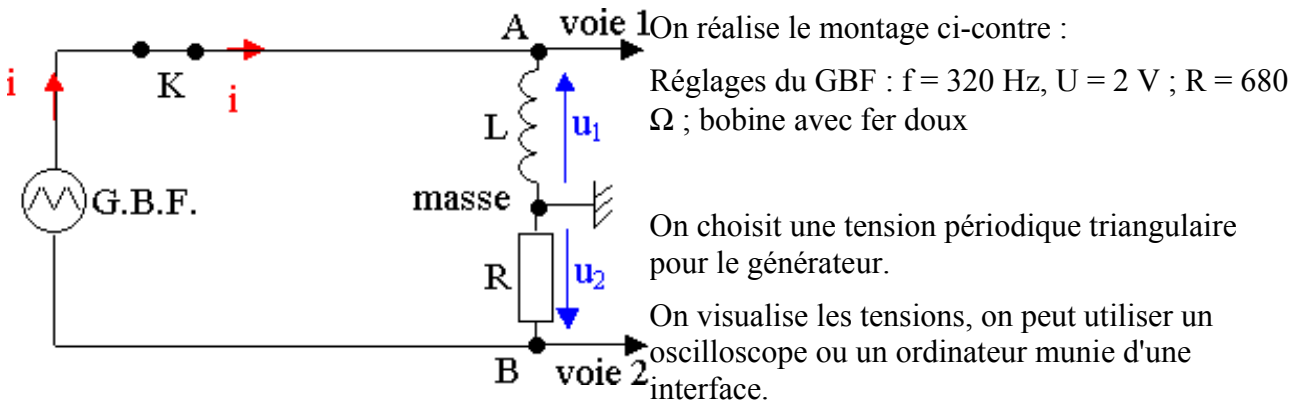 voie 1
A
i
K
i
L
u1
masse
G.B.F.
R
u2
B
voie 2
On réalise le montage ci-contre :
Réglages du GBF : f = 320 Hz, U = 2 V ; R = 680
Ω ; bobine avec fer doux
On choisit une tension périodique triangulaire
pour le générateur.
On visualise les tensions, on peut utiliser un
oscilloscope ou un ordinateur munie d'une
interface.